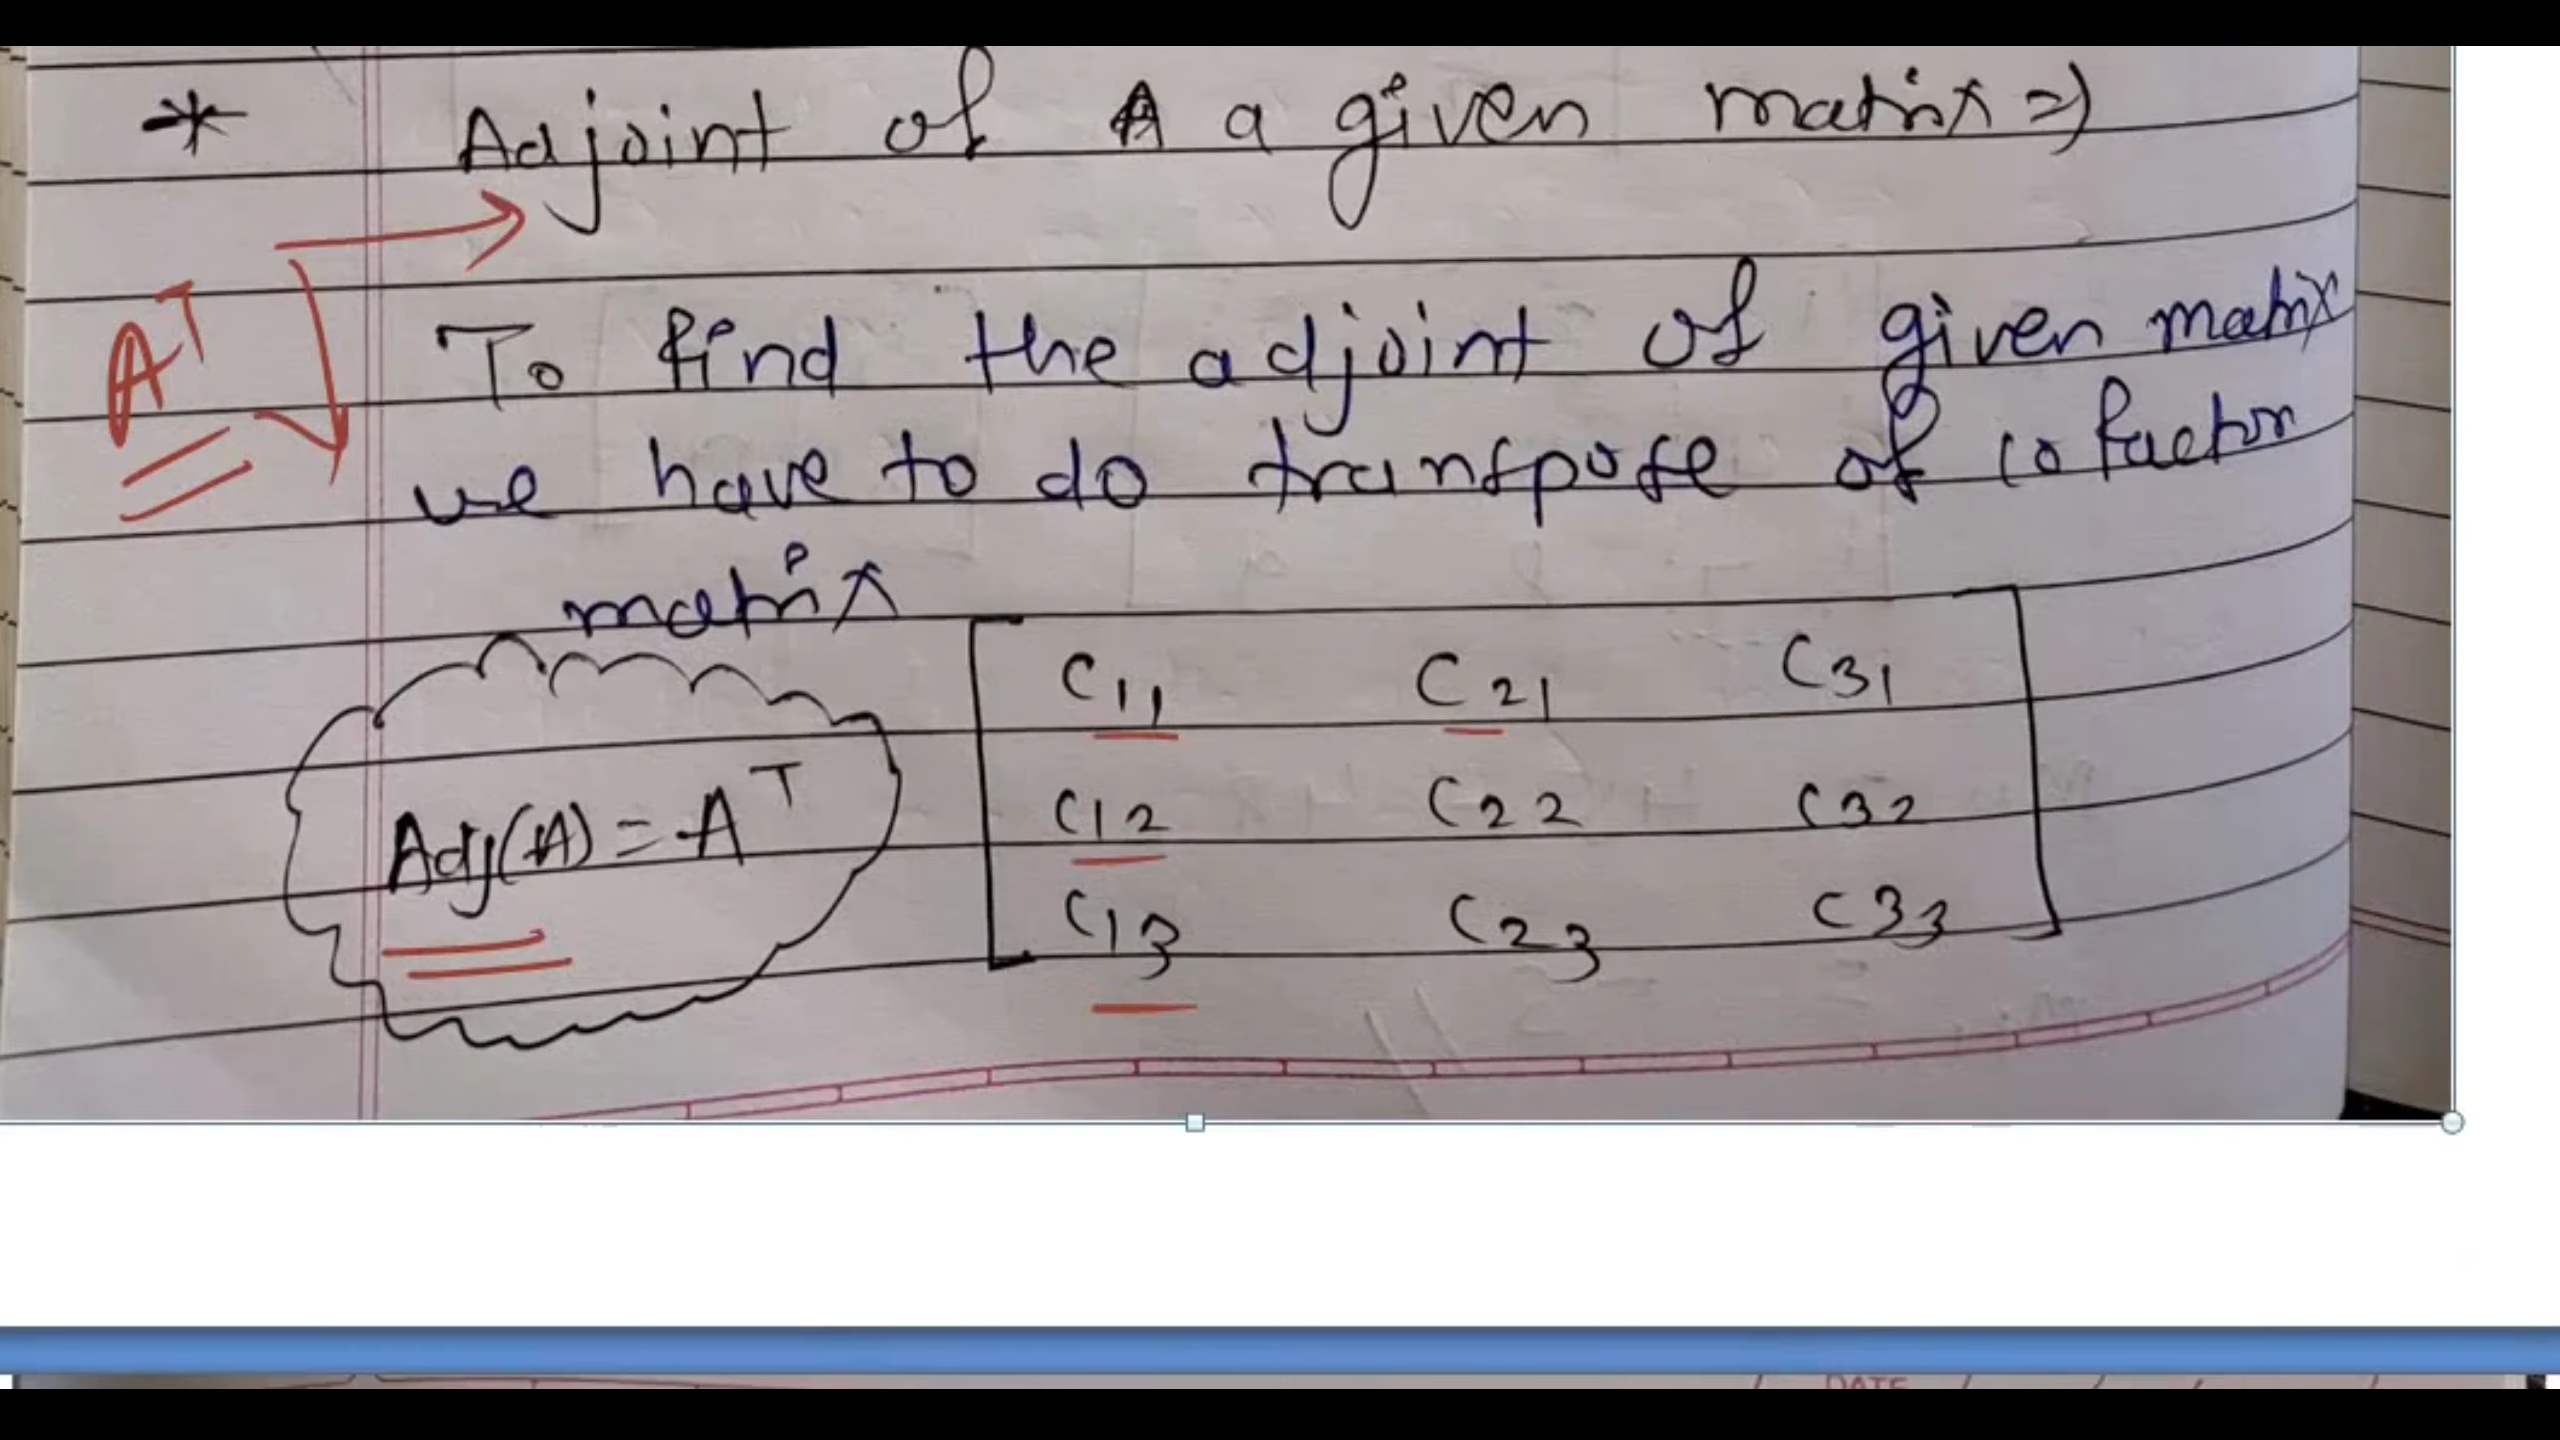 * Adjoint of A a given matrix =>
A^T
To find the adjoint of given matrix
we have to do transpose of cofactor
matrix
Adj(A) = A^T
C11 C21 C31
C12 C22 C32
C13 C23 C33
DATE